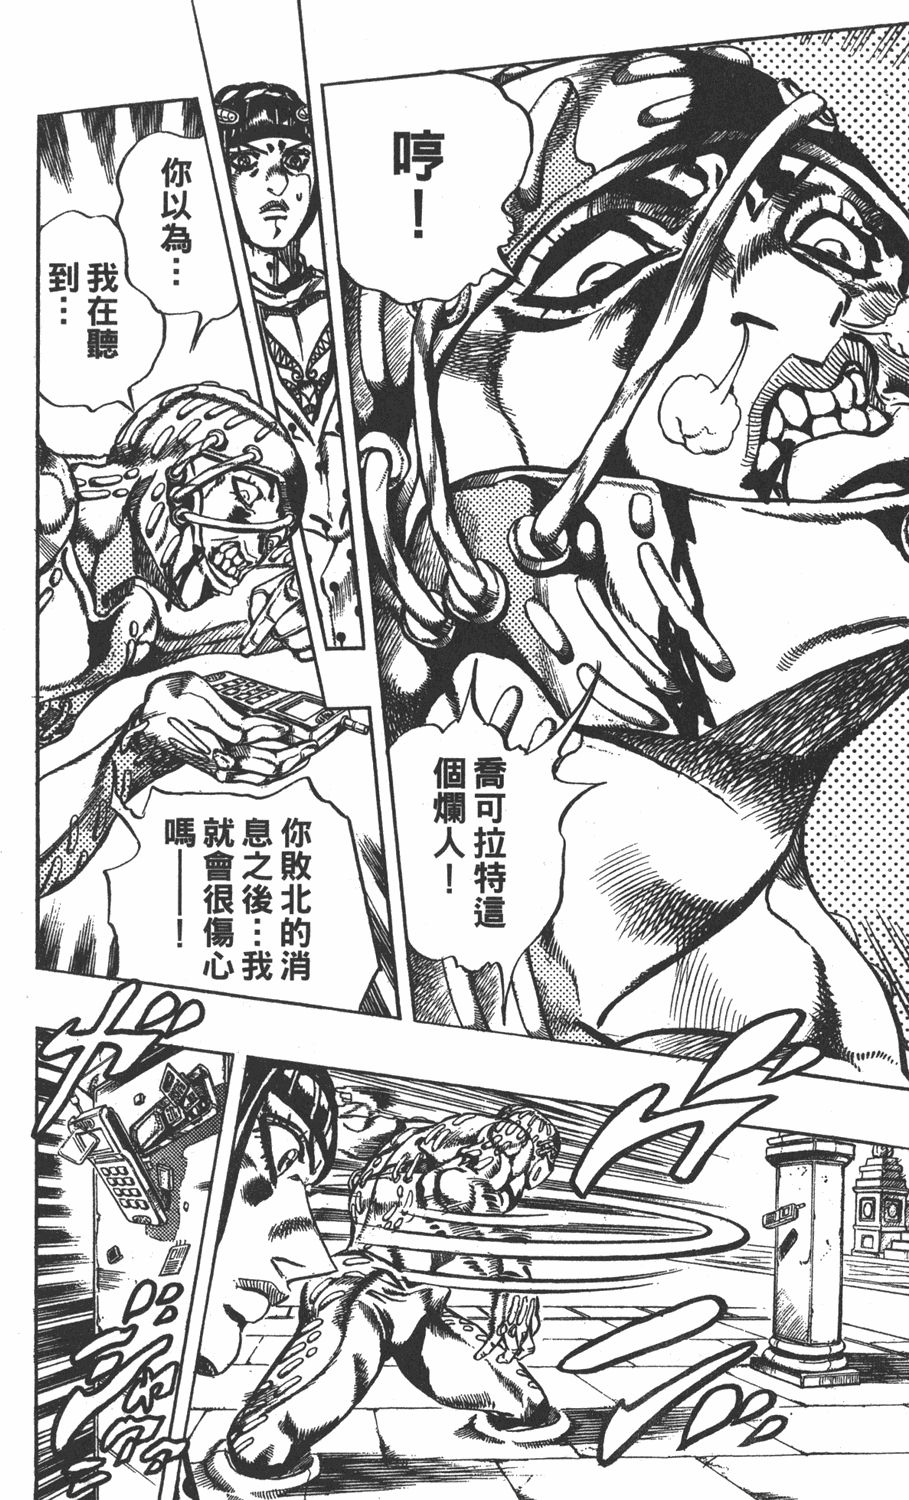 哼！
喬可拉特這
個爛人！
你以為…
我在聽
到…
你敗北的消
息之後…我
就會很傷心
嗎——！